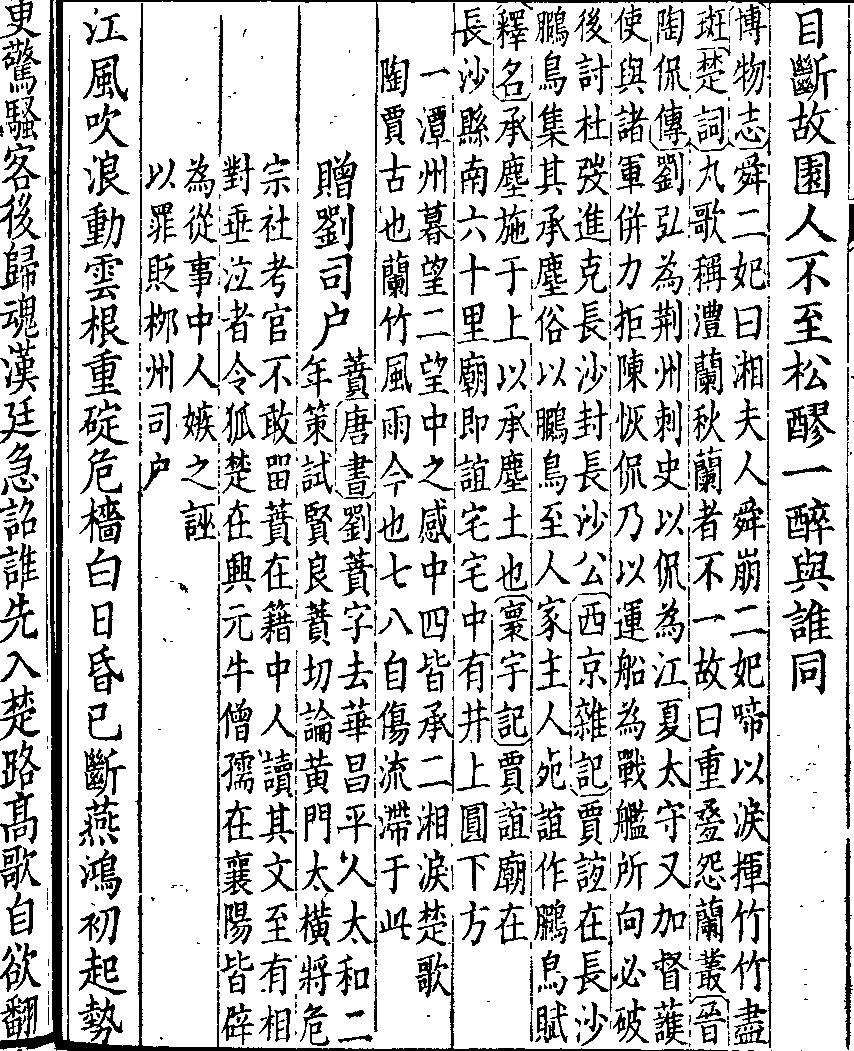 目斷故園人不至松醪一醉與誰同
博物志舜二妃曰湘夫人舜崩二妃啼以淚揮竹竹盡
斑楚詞九歌稱澧蘭秋蘭者不一故曰重疊怨蘭叢晉
陶侃傳劉弘為荆州刺史以侃為江夏太守又加督護
使與諸軍併力拒陳恢侃乃以運船為戰艦所向必破
後討杜弢進克長沙封長沙公西京雜記賈誼在長沙
鵩鳥集其承塵俗以鵩鳥至人家主人死誼作鵩鳥賦
釋名承塵施于上以承塵土也寰宇記賈誼廟在
長沙縣南六十里廟即誼宅宅中有井上圓下方
一潭州暮望二望中之感中四皆承二湘淚楚歌
陶賈古也蘭竹風雨今也七八自傷流滯于此
贈劉司户
蕡唐書劉蕡字去華昌平人太和二
年策試賢良蕡切論黄門太横將危
宗社考官不敢留蕡在籍中人讀其文至有相
對垂泣者令狐楚在興元牛僧孺在襄陽皆辟
為從事中人嫉之誣
以罪貶栁州司户
江風吹浪動雲根重碇危檣白日昏已斷燕鴻初起勢
更驚騷客後歸魂漢廷急詔誰先入楚路髙歌自欲翻